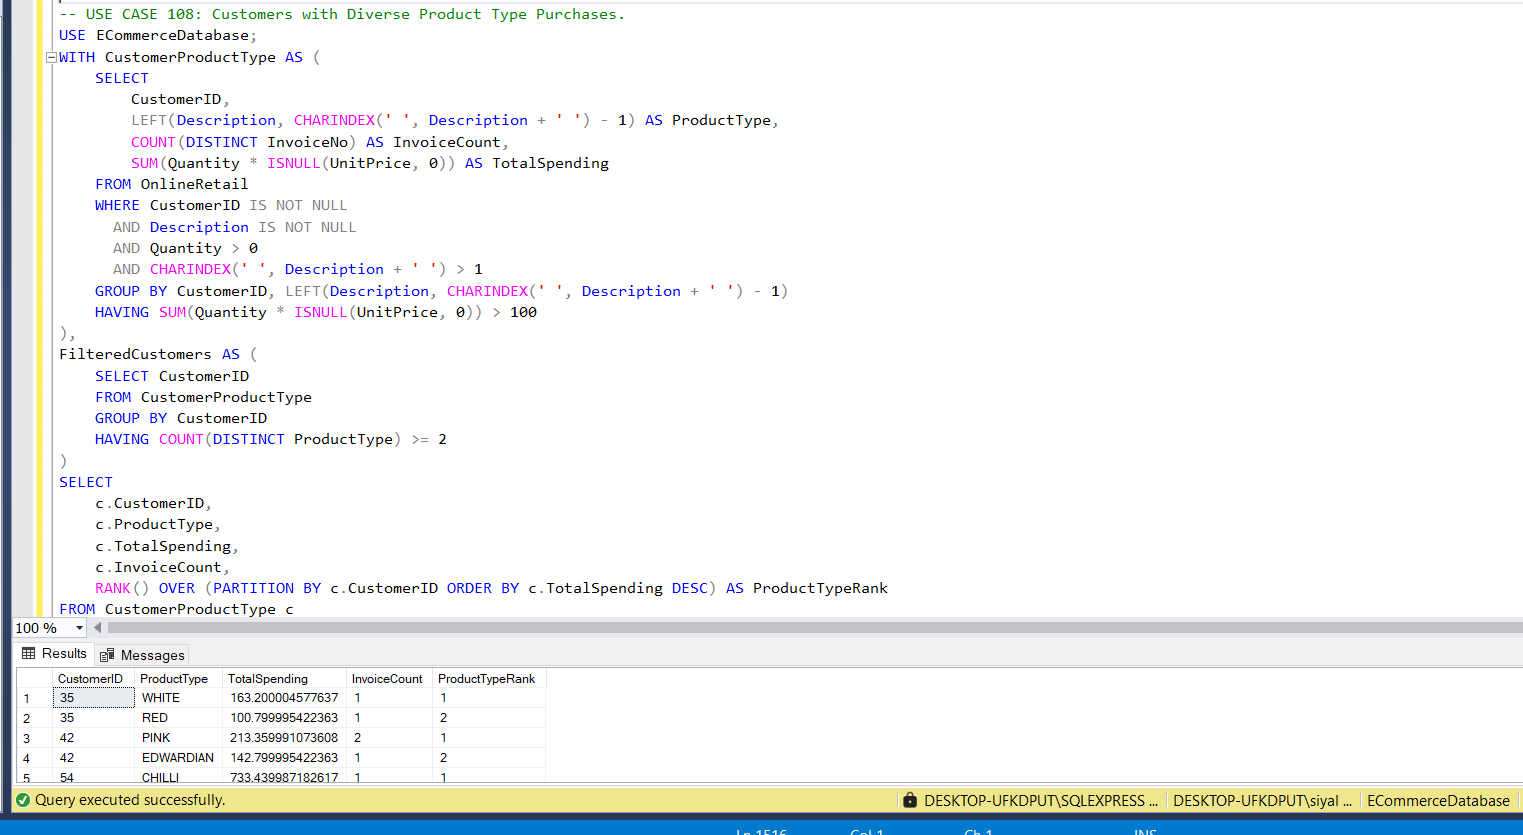 -- USE CASE 108: Customers with Diverse Product Type Purchases.
USE ECommerceDatabase;
WITH CustomerProductType AS (
    SELECT
        CustomerID,
        LEFT(Description, CHARINDEX(' ', Description + ' ') - 1) AS ProductType,
        COUNT(DISTINCT InvoiceNo) AS InvoiceCount,
        SUM(Quantity * ISNULL(UnitPrice, 0)) AS TotalSpending
    FROM OnlineRetail
    WHERE CustomerID IS NOT NULL
      AND Description IS NOT NULL
      AND Quantity > 0
      AND CHARINDEX(' ', Description + ' ') > 1
    GROUP BY CustomerID, LEFT(Description, CHARINDEX(' ', Description + ' ') - 1)
    HAVING SUM(Quantity * ISNULL(UnitPrice, 0)) > 100
),
FilteredCustomers AS (
    SELECT CustomerID
    FROM CustomerProductType
    GROUP BY CustomerID
    HAVING COUNT(DISTINCT ProductType) >= 2
)
SELECT
    c.CustomerID,
    c.ProductType,
    c.TotalSpending,
    c.InvoiceCount,
    RANK() OVER (PARTITION BY c.CustomerID ORDER BY c.TotalSpending DESC) AS ProductTypeRank
FROM CustomerProductType c
100 %
Results Messages
CustomerID ProductType TotalSpending InvoiceCount ProductTypeRank
1 35 WHITE 163.200004577637 1 1
2 35 RED 100.799995422363 1 2
3 42 PINK 213.359991073608 2 1
4 42 EDWARDIAN 142.799995422363 1 2
5 54 CHILLI 733.439987182617 1 1
Query executed successfully. DESKTOP-UFKDPUT\SQLEXPRESS ... DESKTOP-UFKDPUT\siyal ... ECommerceDatabase
Ln 1516 Col 1 Ch 1 INS